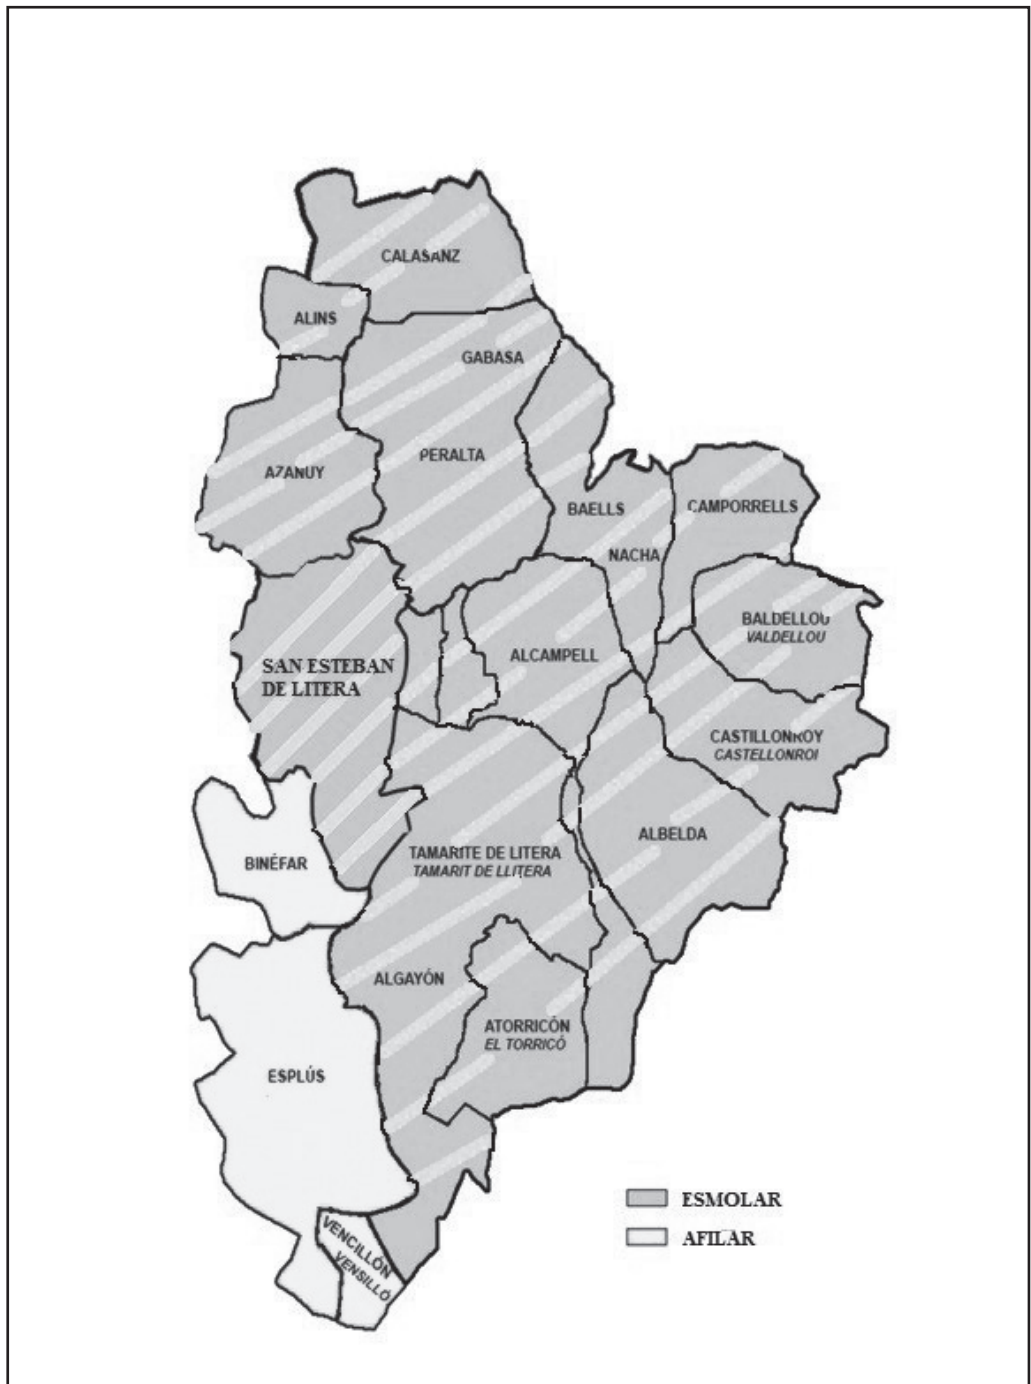 CALASANZ
ALINS
GABASA
PERALTA
AZANUY
BAELLS
CAMPORRELLS
NACHA
BALDELLOU
VALDELLOU
ALCAMPELL
SAN ESTEBAN
DE LITERA
CASTILLONROY
CASTELLONROI
ALBELDA
BINÉFAR
TAMARITE DE LITERA
TAMARIT DE LLITERA
ALGAYÓN
ATORRICÓN
EL TORRICÓ
ESPLÚS
VENCILLÓN
VENSILLÓ
ESMOLAR
AFILAR